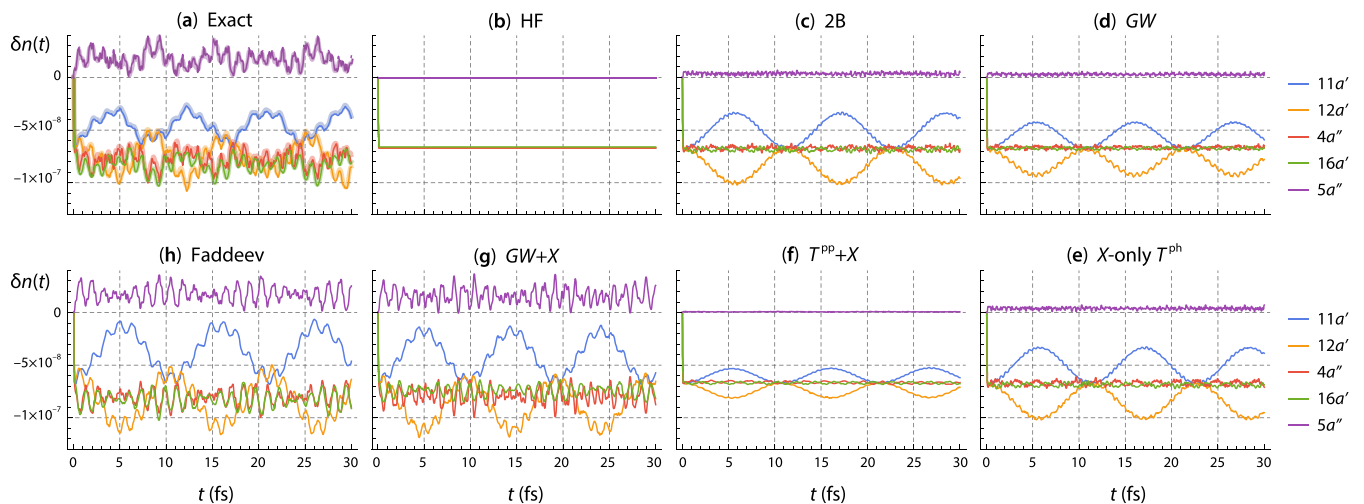 (a) Exact
(b) HF
(c) 2B
(d) GW
δn(t)
0
−5×10⁻⁸
−1×10⁻⁷
11a′
12a′
4a″
16a′
5a″
(h) Faddeev
(g) GW+X
(f) Tᵖᵖ+X
(e) X-only Tᵖʰ
δn(t)
0
−5×10⁻⁸
−1×10⁻⁷
11a′
12a′
4a″
16a′
5a″
0 5 10 15 20 25 30
0 5 10 15 20 25 30
0 5 10 15 20 25 30
0 5 10 15 20 25 30
t (fs)
t (fs)
t (fs)
t (fs)